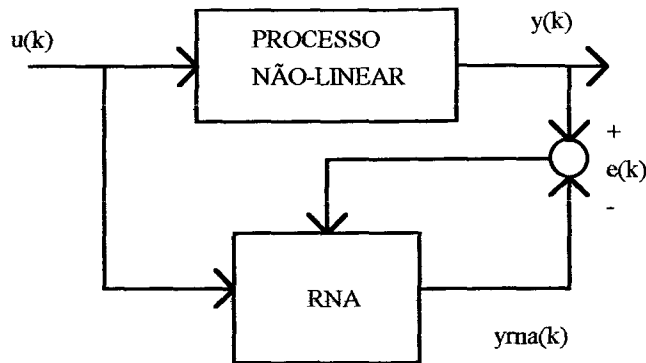 u(k)
PROCESSO
NÃO-LINEAR
y(k)
+
e(k)
-
RNA
yrna(k)